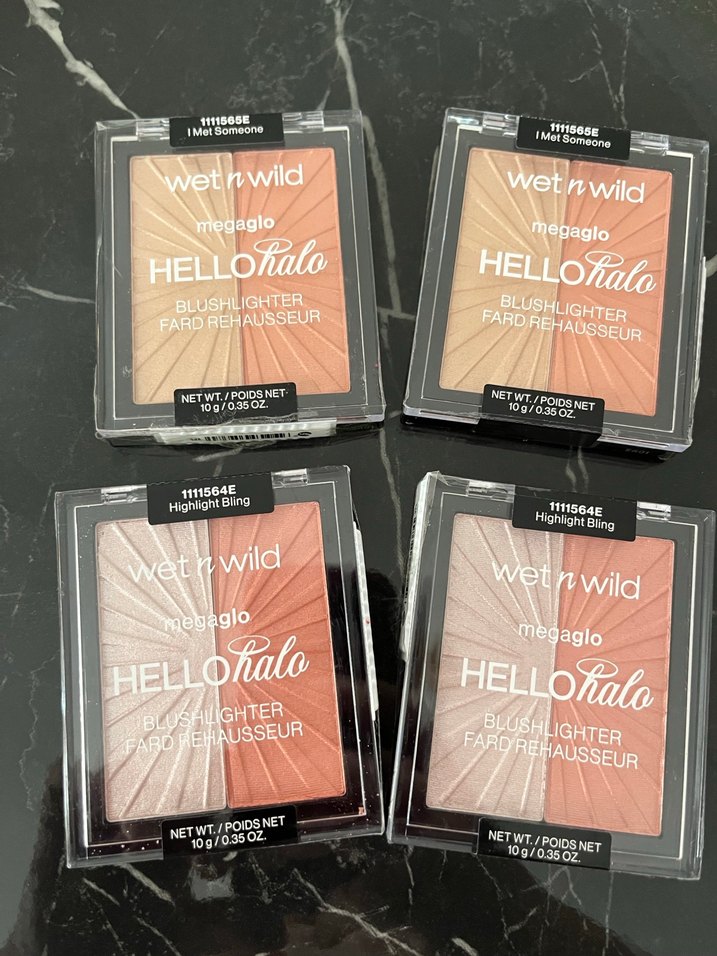 1111565E
I Met Someone
wet n wild
megaglo
HELLO halo
BLUSHLIGHTER
FARD REHAUSSEUR
NET WT. / POIDS NET
10 g / 0.35 OZ.
1111565E
I Met Someone
wet n wild
megaglo
HELLO halo
BLUSHLIGHTER
FARD REHAUSSEUR
NET WT. / POIDS NET
10 g / 0.35 OZ.
1111564E
Highlight Bling
wet n wild
megaglo
HELLO halo
BLUSHLIGHTER
FARD REHAUSSEUR
NET WT. / POIDS NET
10 g / 0.35 OZ.
1111564E
Highlight Bling
wet n wild
megaglo
HELLO halo
BLUSHLIGHTER
FARD REHAUSSEUR
NET WT. / POIDS NET
10 g / 0.35 OZ.